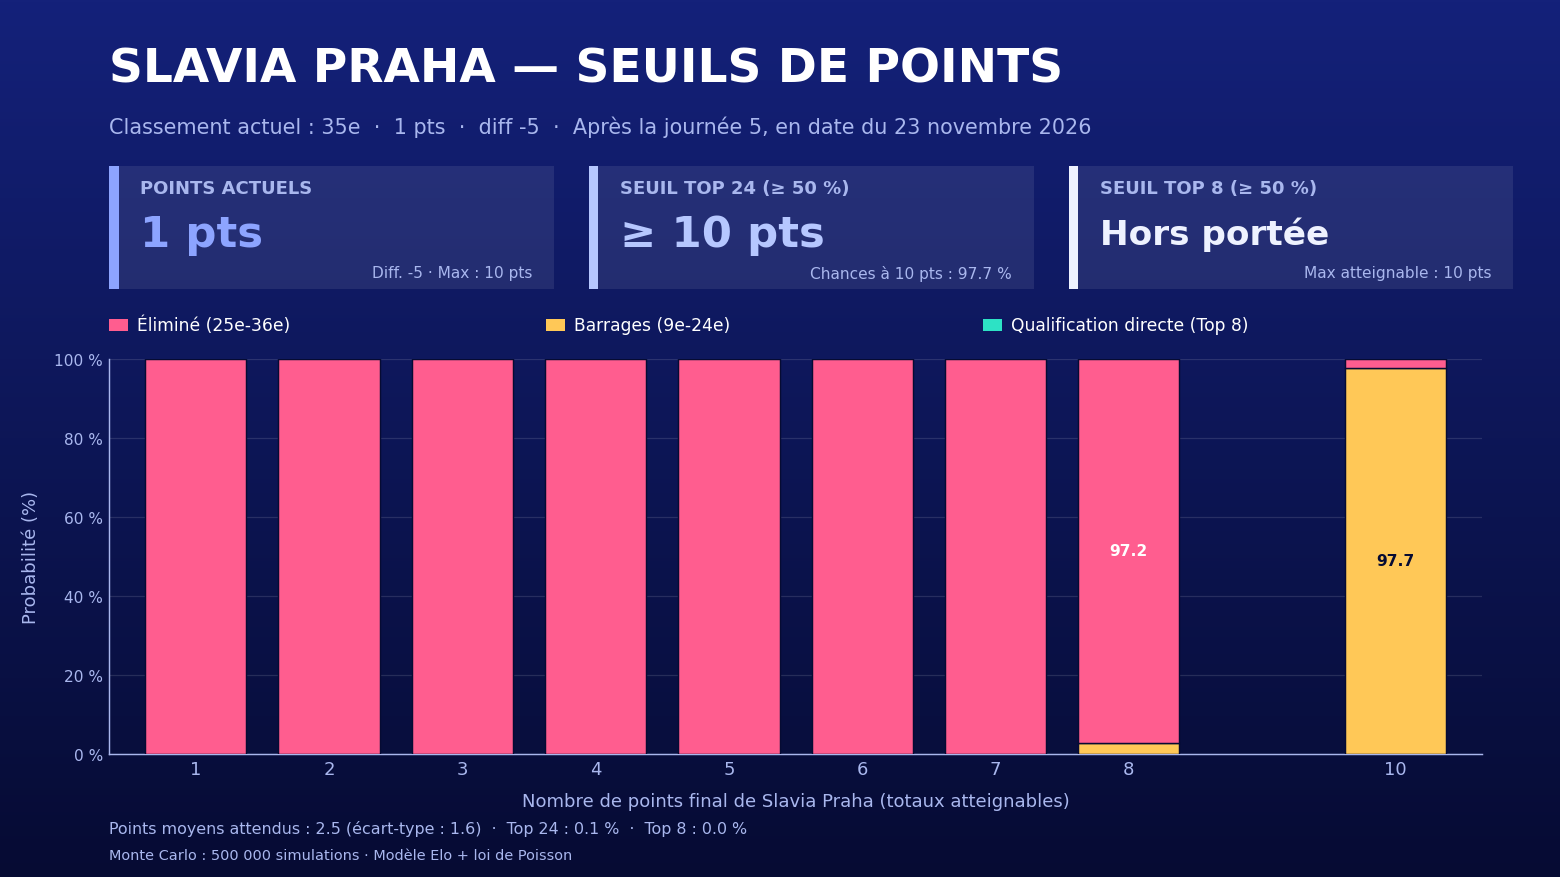 SLAVIA PRAHA — SEUILS DE POINTS
Classement actuel : 35e · 1 pts · diff -5 · Après la journée 5, en date du 23 novembre 2026
POINTS ACTUELS
1 pts
Diff. -5 · Max : 10 pts
SEUIL TOP 24 (≥ 50 %)
≥ 10 pts
Chances à 10 pts : 97.7 %
SEUIL TOP 8 (≥ 50 %)
Hors portée
Max atteignable : 10 pts
Éliminé (25e-36e)
Barrages (9e-24e)
Qualification directe (Top 8)
Probabilité (%)
100 %
80 %
60 %
40 %
20 %
0 %
97.2
97.7
1 2 3 4 5 6 7 8 10
Nombre de points final de Slavia Praha (totaux atteignables)
Points moyens attendus : 2.5 (écart-type : 1.6) · Top 24 : 0.1 % · Top 8 : 0.0 %
Monte Carlo : 500 000 simulations · Modèle Elo + loi de Poisson